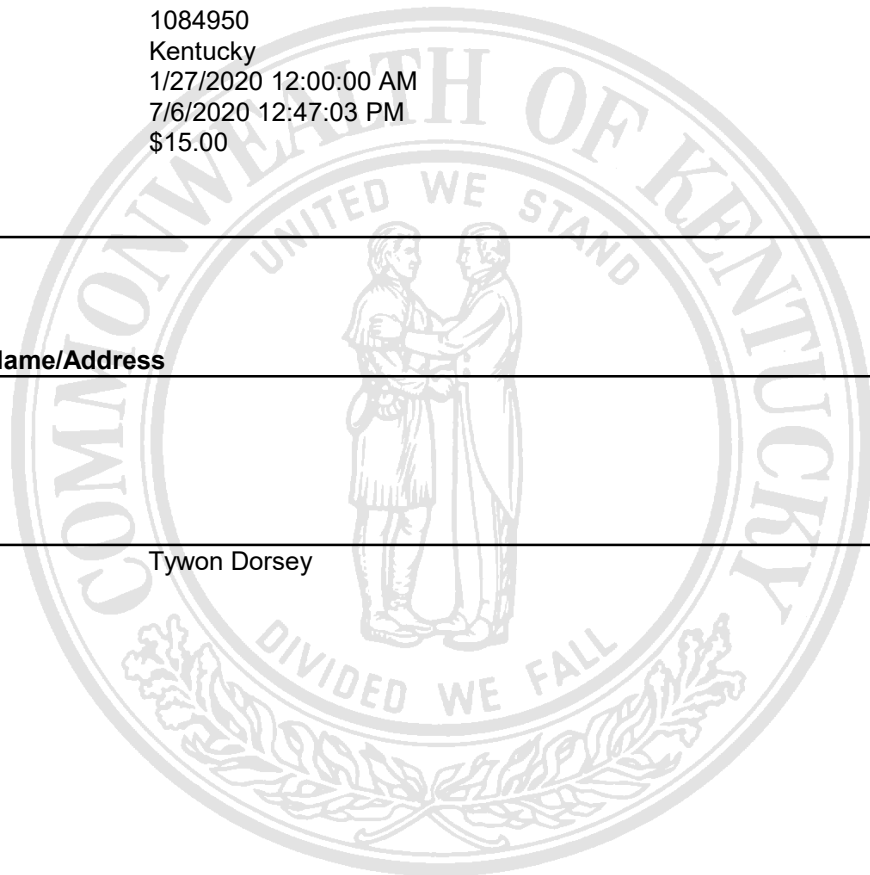 1084950
Kentucky
1/27/2020 12:00:00 AM
7/6/2020 12:47:03 PM
$15.00
COMMONWEALTH OF KENTUCKY
UNITED WE STAND
ame/Address
Tywon Dorsey
DIVIDED WE FALL